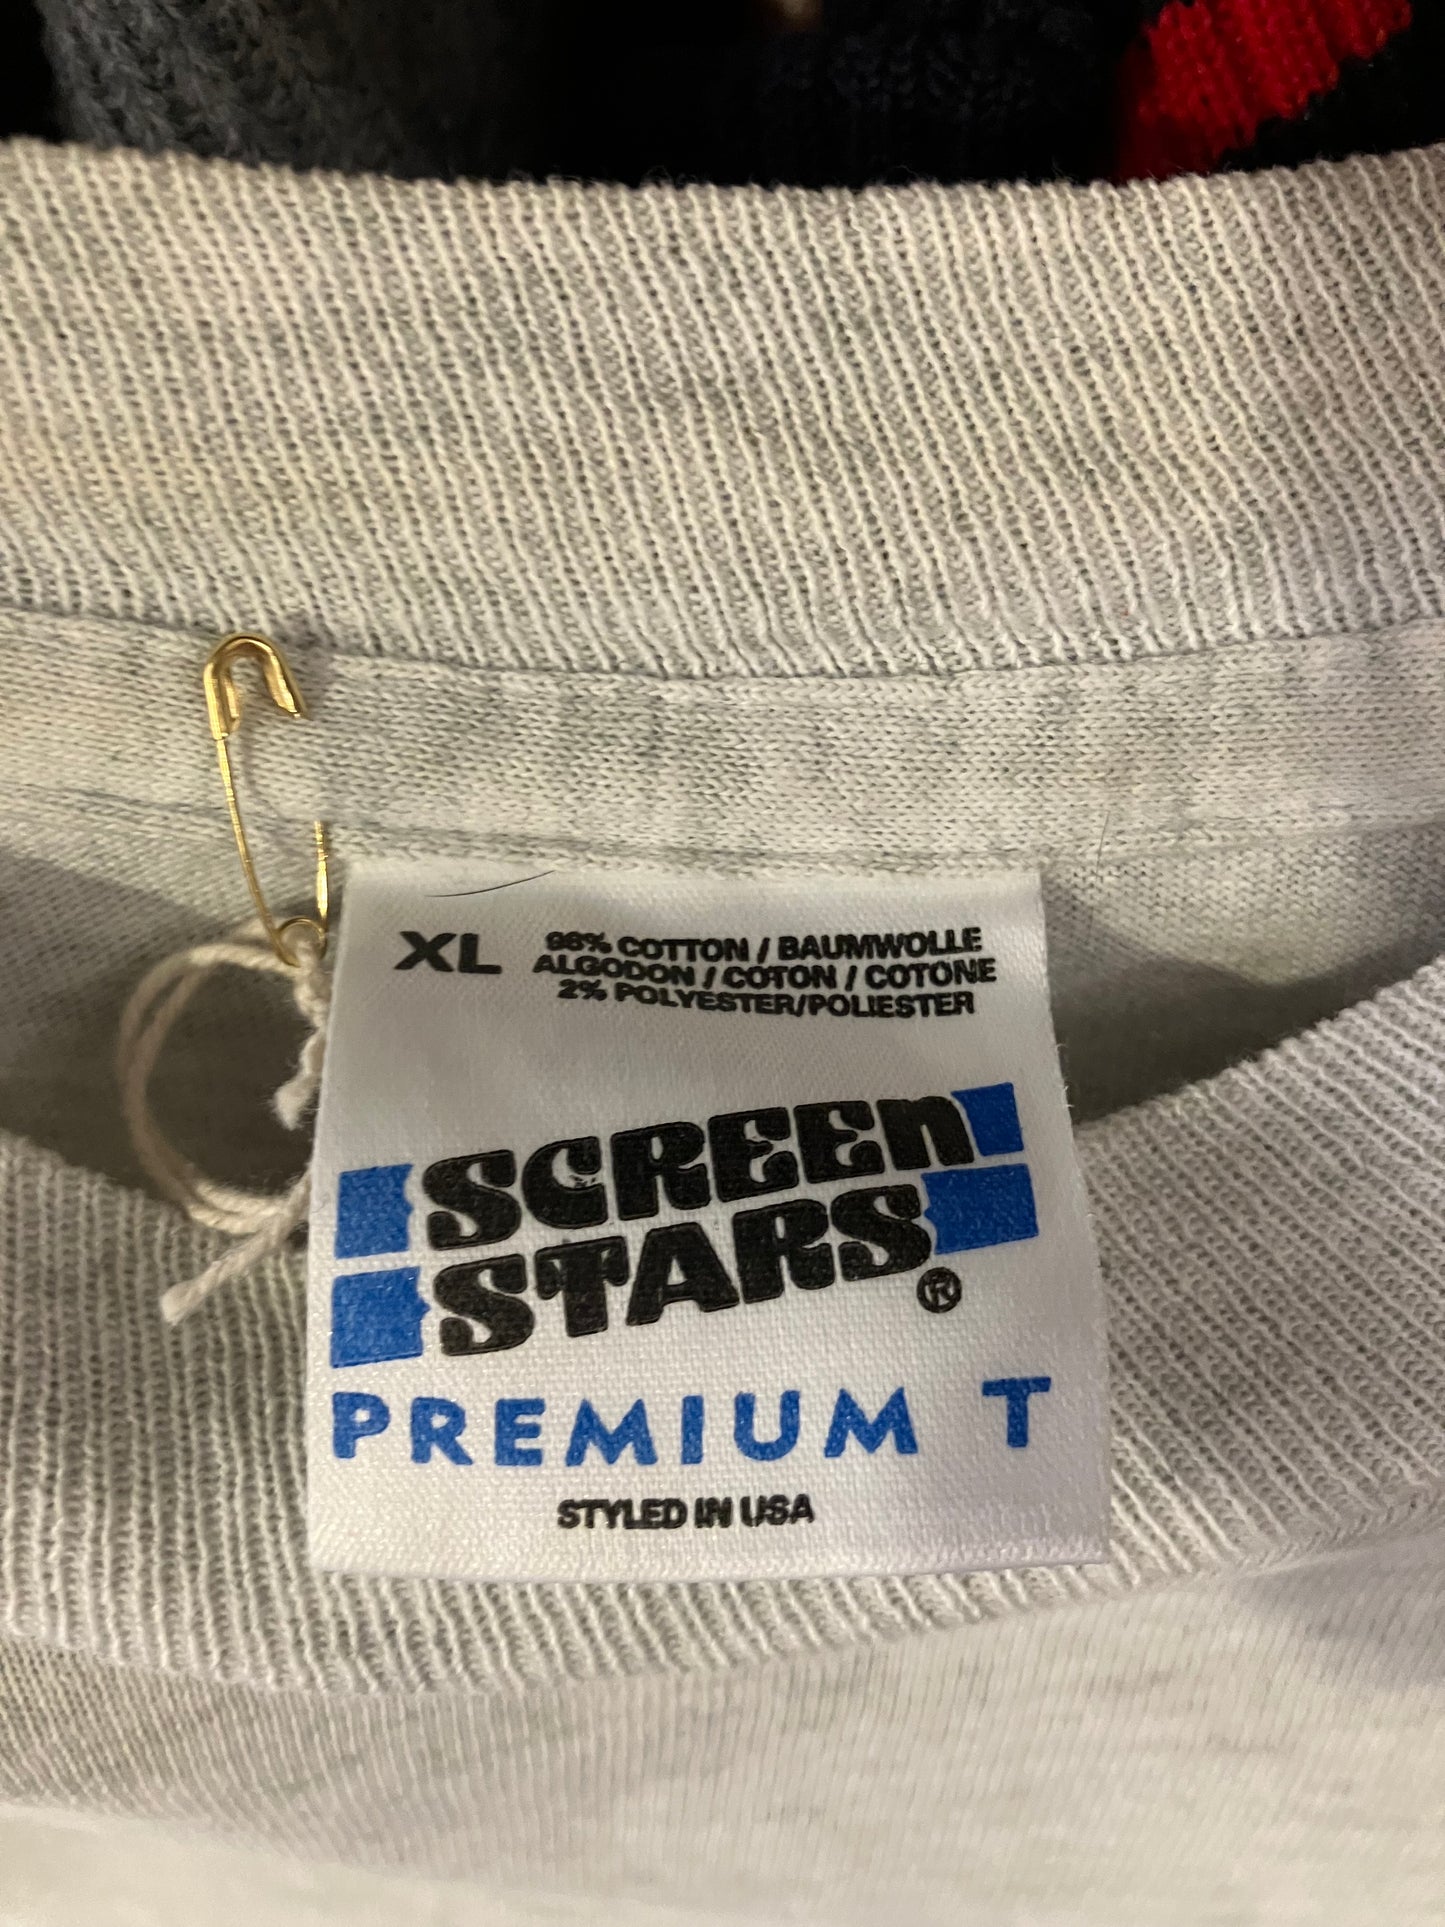 XL
98% COTTON / BAUMWOLLE
ALGODON / COTON / COTONE
2% POLYESTER/POLIESTER
SCREEN
STARS®
PREMIUM T
STYLED IN USA